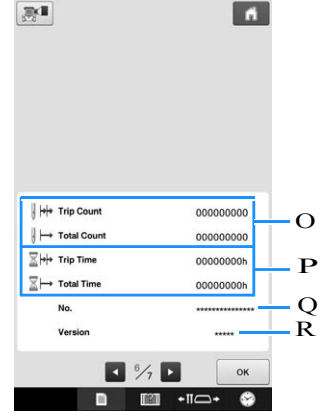 Trip Count 000000000 O
Total Count 000000000
Trip Time 00000000h P
Total Time 00000000h
No. *************** Q
Version ***** R
6/7 OK